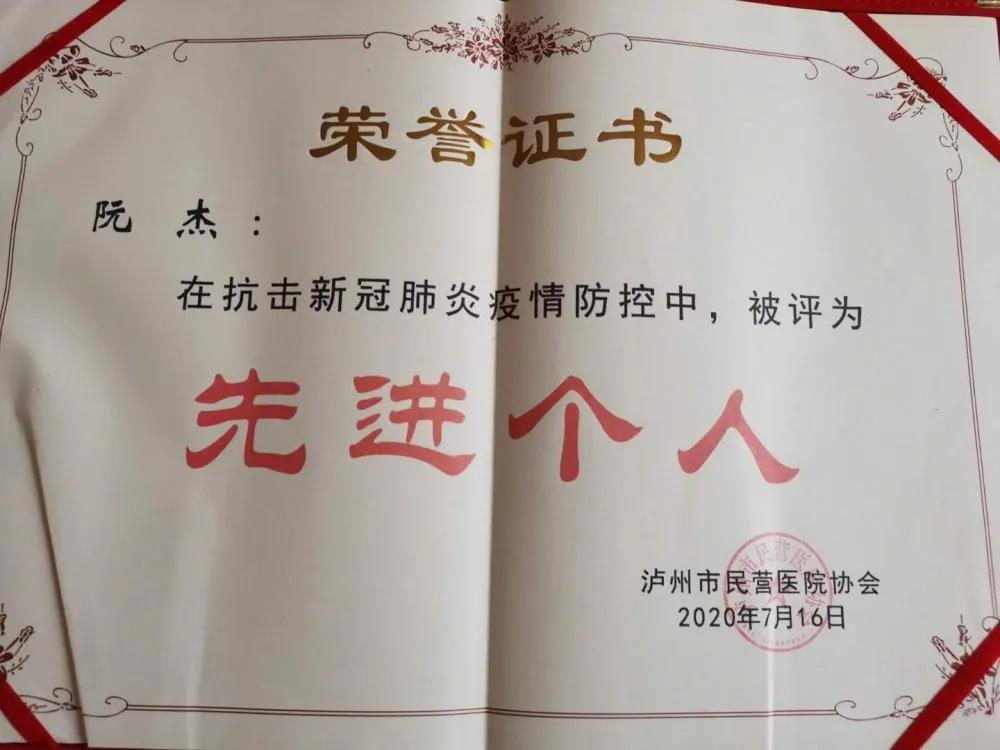 荣誉证书
阮 杰：
在抗击新冠肺炎疫情防控中，被评为
先进个人
泸州市民营医院协会
2020年7月16日